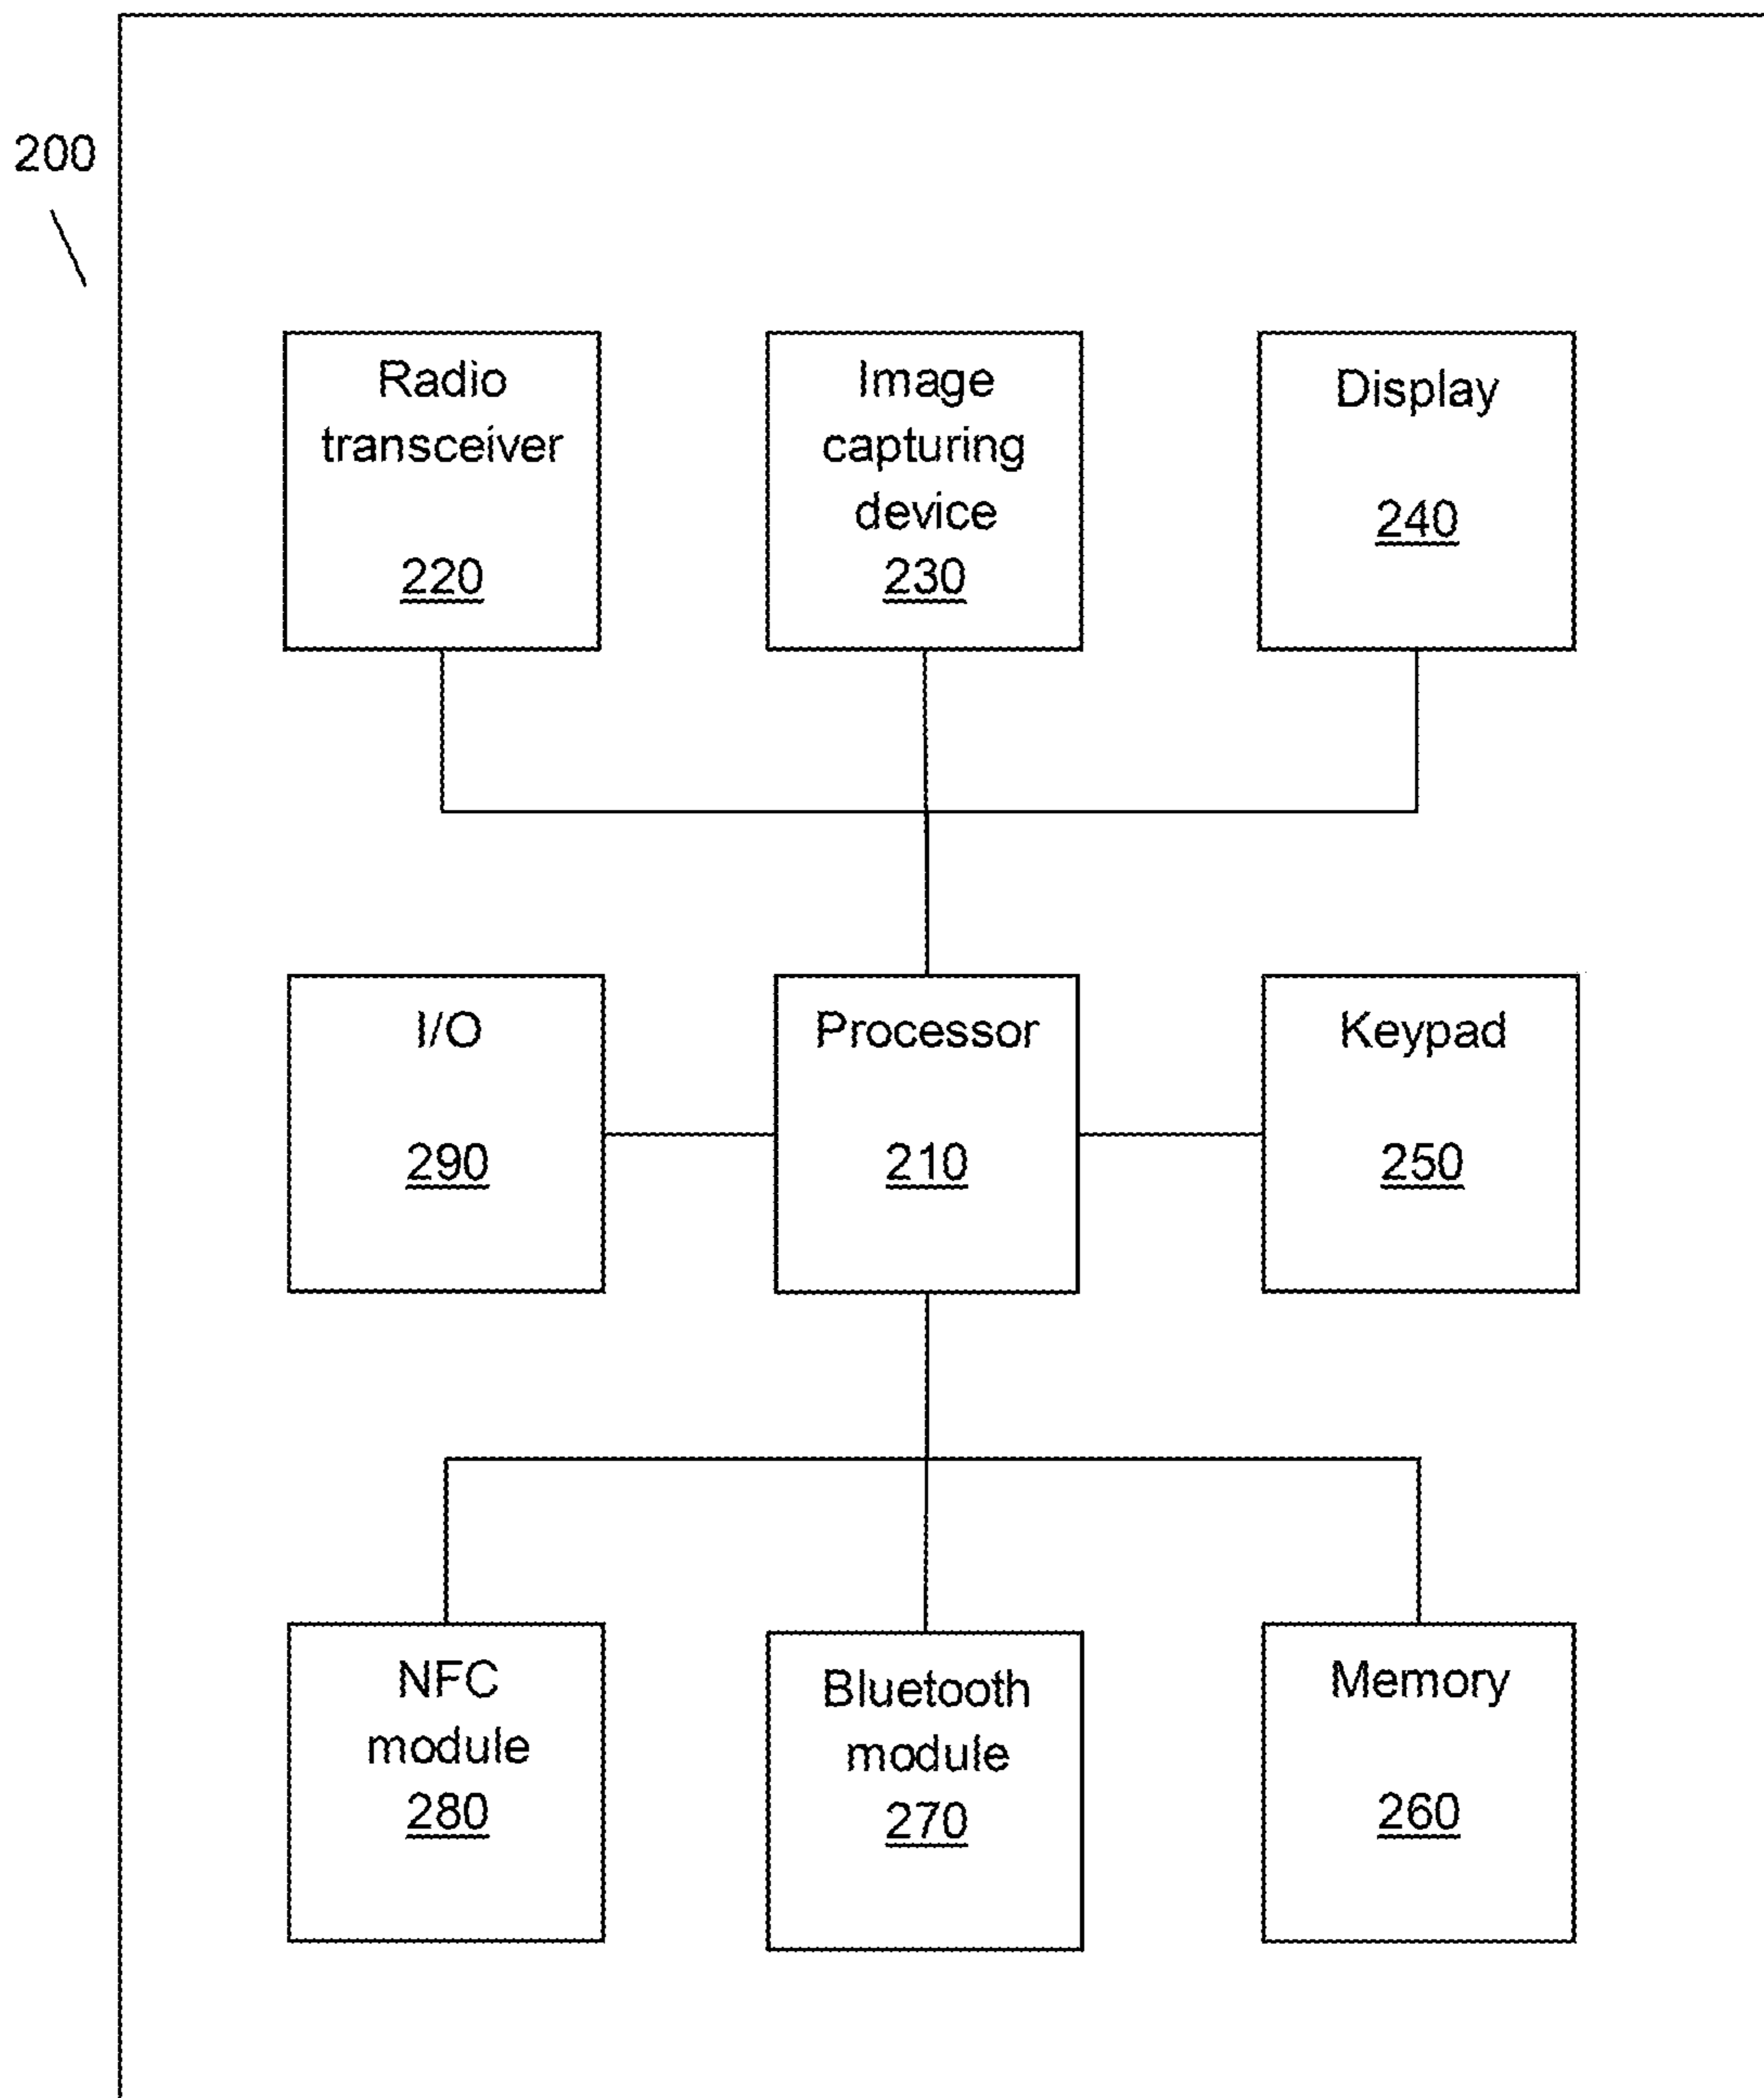 200
Radio
transceiver
220
Image
capturing
device
230
Display
240
I/O
290
Processor
210
Keypad
250
NFC
module
280
Bluetooth
module
270
Memory
260